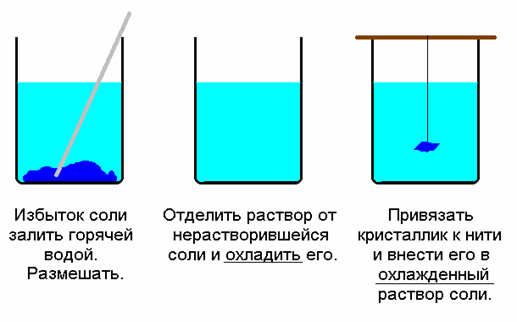 Избыток соли
залить горячей
водой.
Размешать.
Отделить раствор от
нерастворившейся
соли и охладить его.
Привязать
кристаллик к нити
и внести его в
охлажденный
раствор соли.